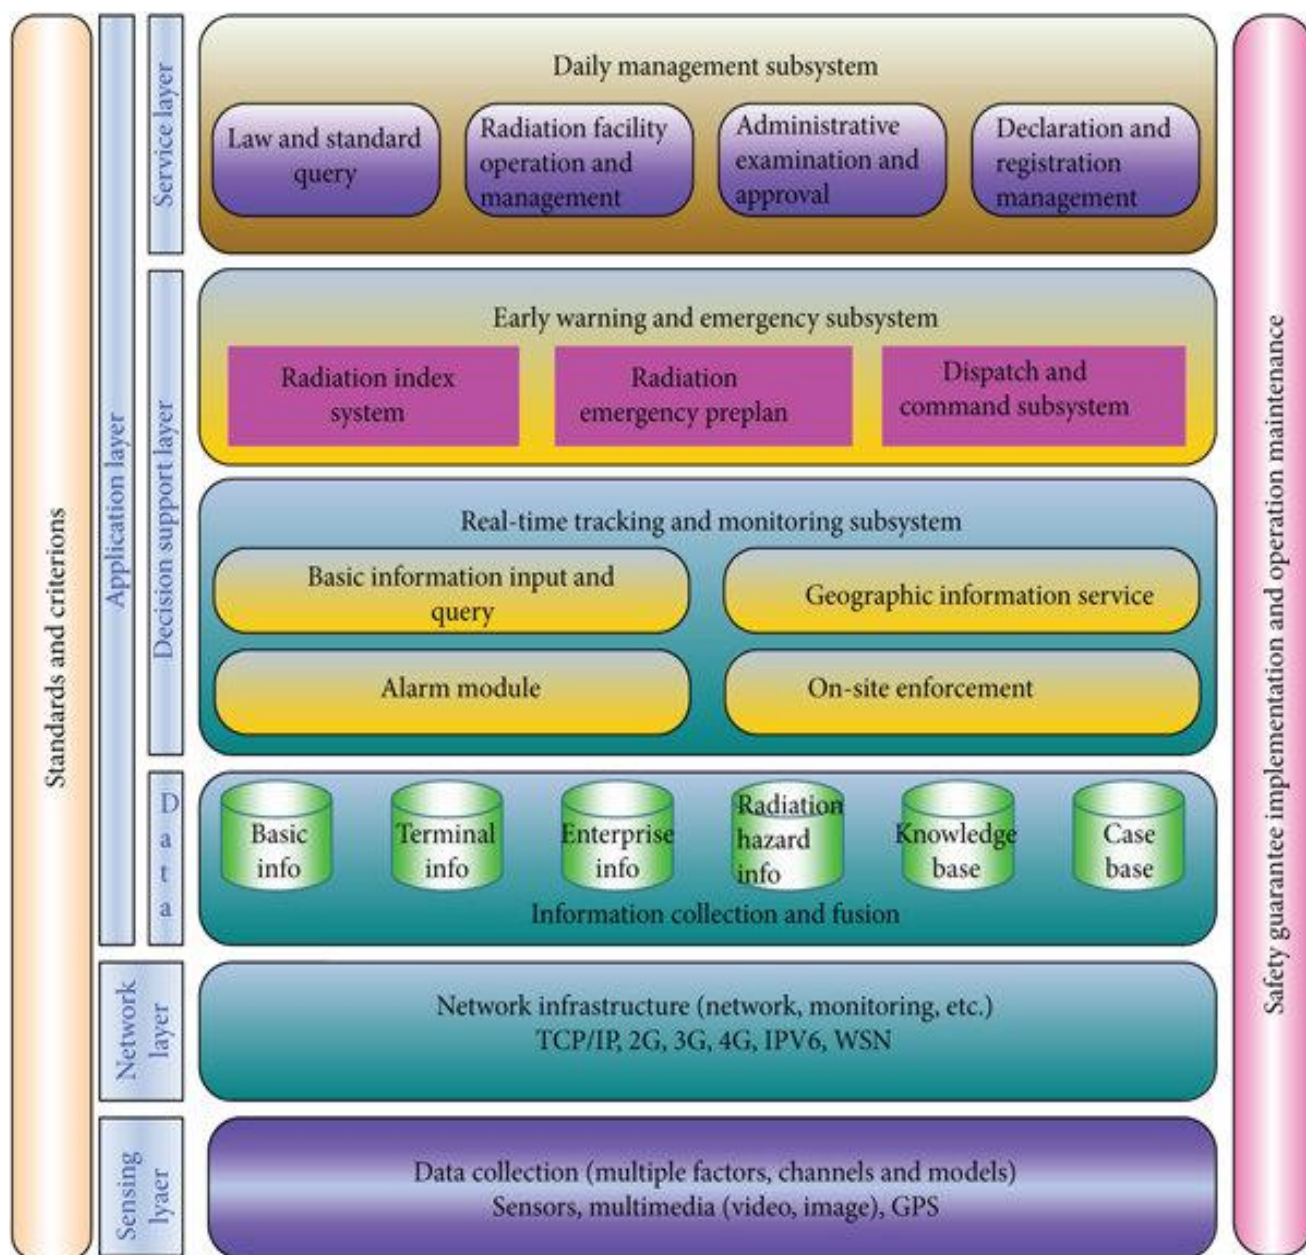 Standards and criterions
Application layer
Service layer
Daily management subsystem
Law and standard
query
Radiation facility
operation and
management
Administrative
examination and
approval
Declaration and
registration
management
Decision support layer
Early warning and emergency subsystem
Radiation index
system
Radiation
emergency preplan
Dispatch and
command subsystem
Real-time tracking and monitoring subsystem
Basic information input and
query
Geographic information service
Alarm module
On-site enforcement
Data
Basic
info
Terminal
info
Enterprise
info
Radiation
hazard
info
Knowledge
base
Case
base
Information collection and fusion
Network
layer
Network infrastructure (network, monitoring, etc.)
TCP/IP, 2G, 3G, 4G, IPV6, WSN
Sensing
lyaer
Data collection (multiple factors, channels and models)
Sensors, multimedia (video, image), GPS
Safety guarantee implementation and operation maintenance